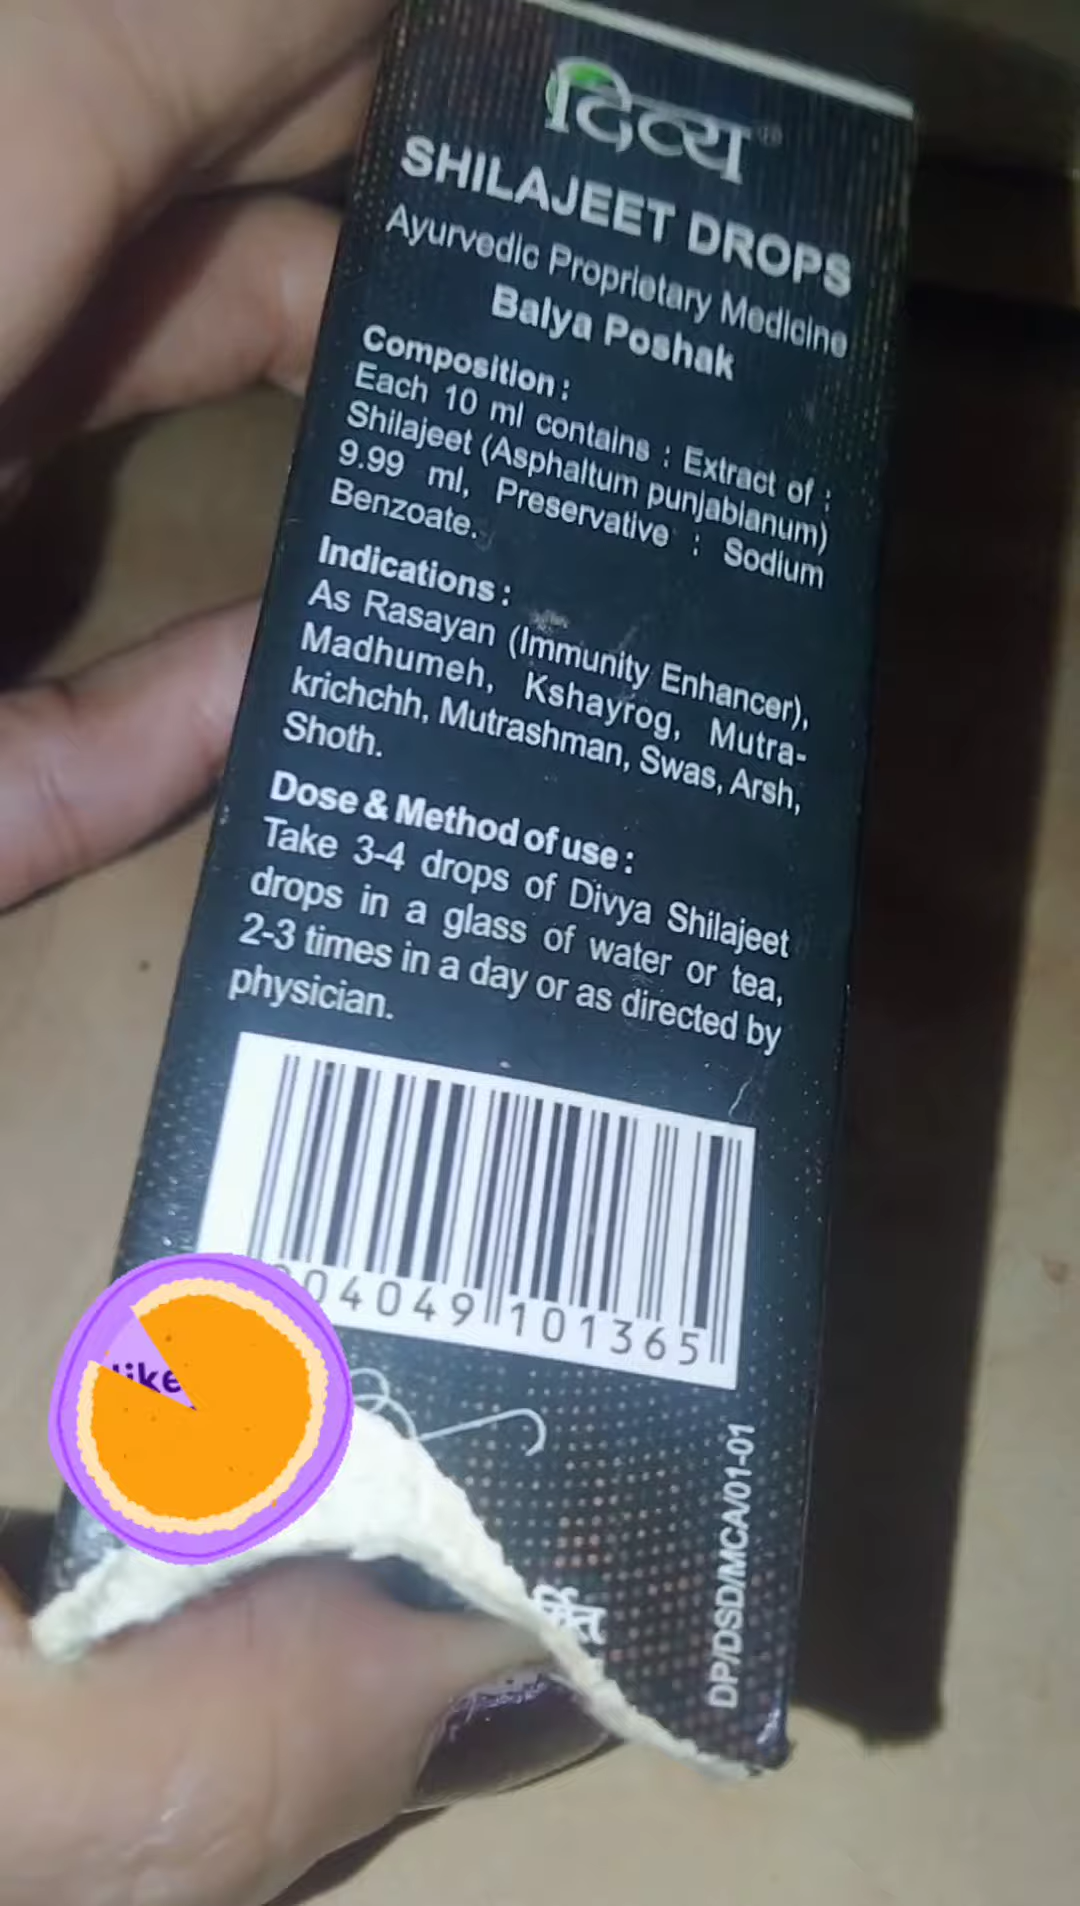 दिव्य
SHILAJEET DROPS
Ayurvedic Proprietary Medicine
Balya Poshak
Composition :
Each 10 ml contains : Extract of :
Shilajeet (Asphaltum punjabianum)
9.99 ml, Preservative : Sodium
Benzoate.
Indications :
As Rasayan (Immunity Enhancer),
Madhumeh, Kshayrog, Mutra-
krichchh, Mutrashman, Swas, Arsh,
Shoth.
Dose & Method of use :
Take 3-4 drops of Divya Shilajeet
drops in a glass of water or tea,
2-3 times in a day or as directed by
physician.
04049 101365
DP/DSD/MCA/01-01